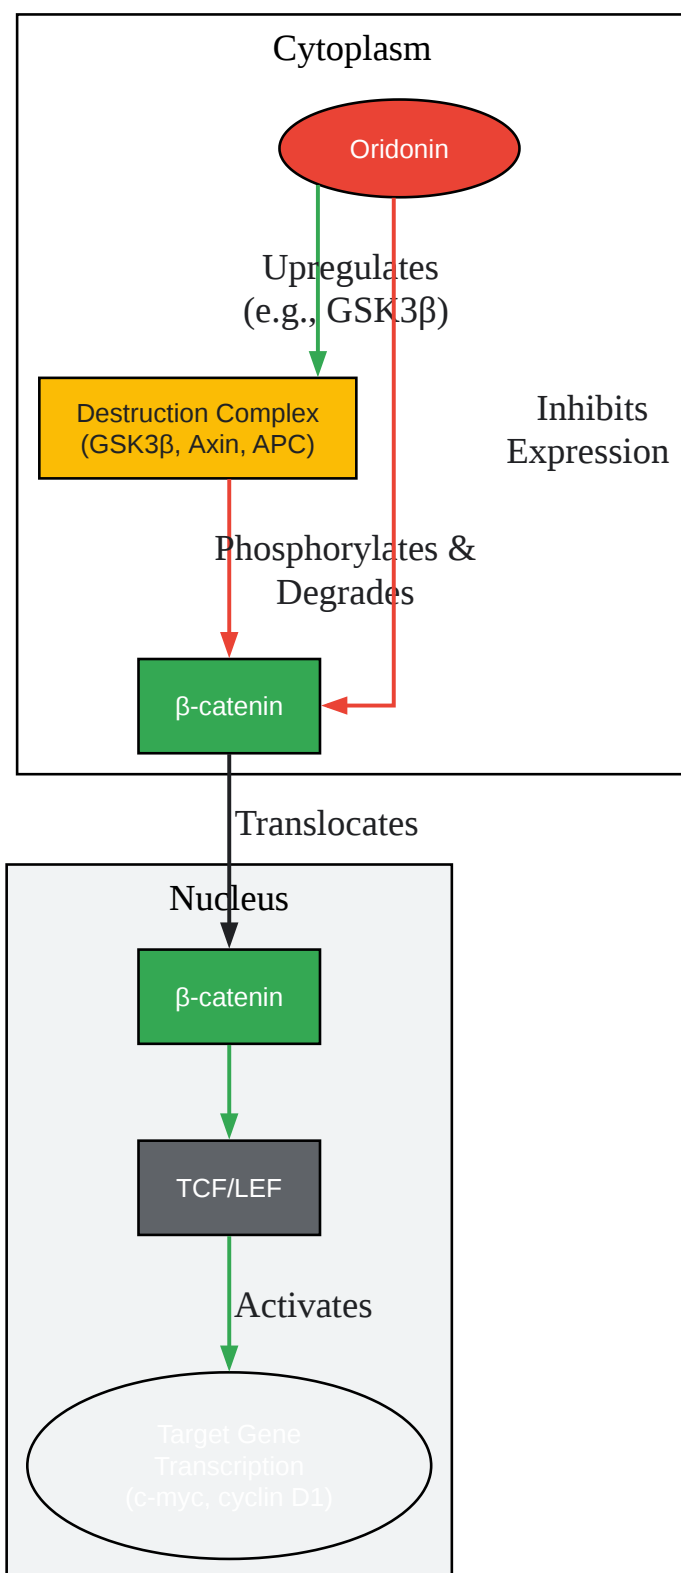 Cytoplasm
Oridonin
Upregulates
(e.g., GSK3β)
Inhibits
Expression
Destruction Complex
(GSK3β, Axin, APC)
Phosphorylates &
Degrades
β-catenin
Translocates
Nucleus
β-catenin
TCF/LEF
Activates
Target Gene
Transcription
(c-myc, cyclin D1)